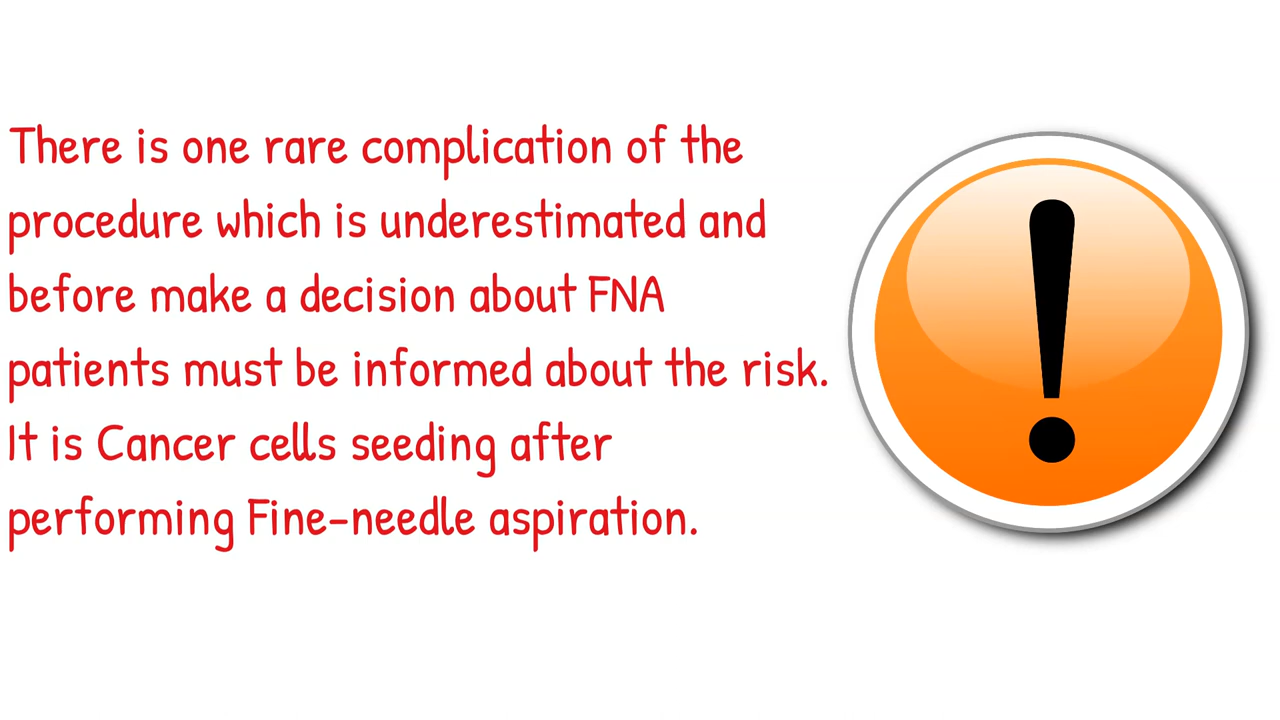 There is one rare complication of the
procedure which is underestimated and
before make a decision about FNA
patients must be informed about the risk.
It is Cancer cells seeding after
performing Fine-needle aspiration.